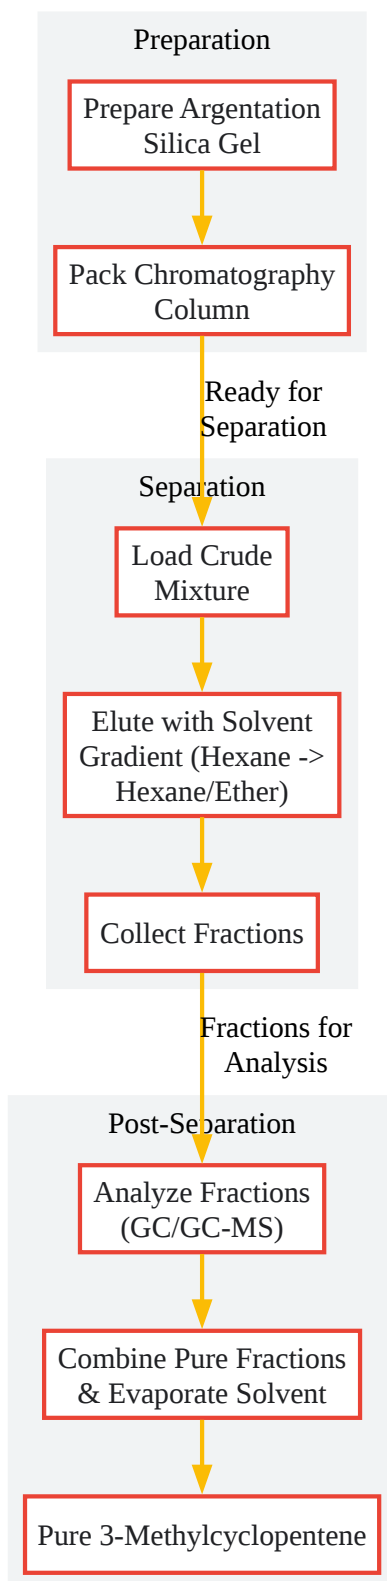 Preparation
Prepare Argentation
Silica Gel
Pack Chromatography
Column
Ready for
Separation
Separation
Load Crude
Mixture
Elute with Solvent
Gradient (Hexane ->
Hexane/Ether)
Collect Fractions
Fractions for
Analysis
Post-Separation
Analyze Fractions
(GC/GC-MS)
Combine Pure Fractions
& Evaporate Solvent
Pure 3-Methylcyclopentene